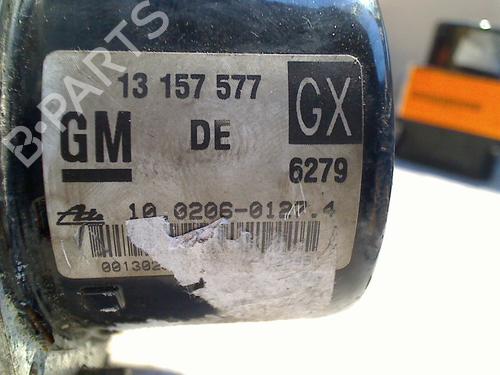 B-PARTS
13 157 577
GX
GM
DE
6279
Ate 10.0206-0127.4